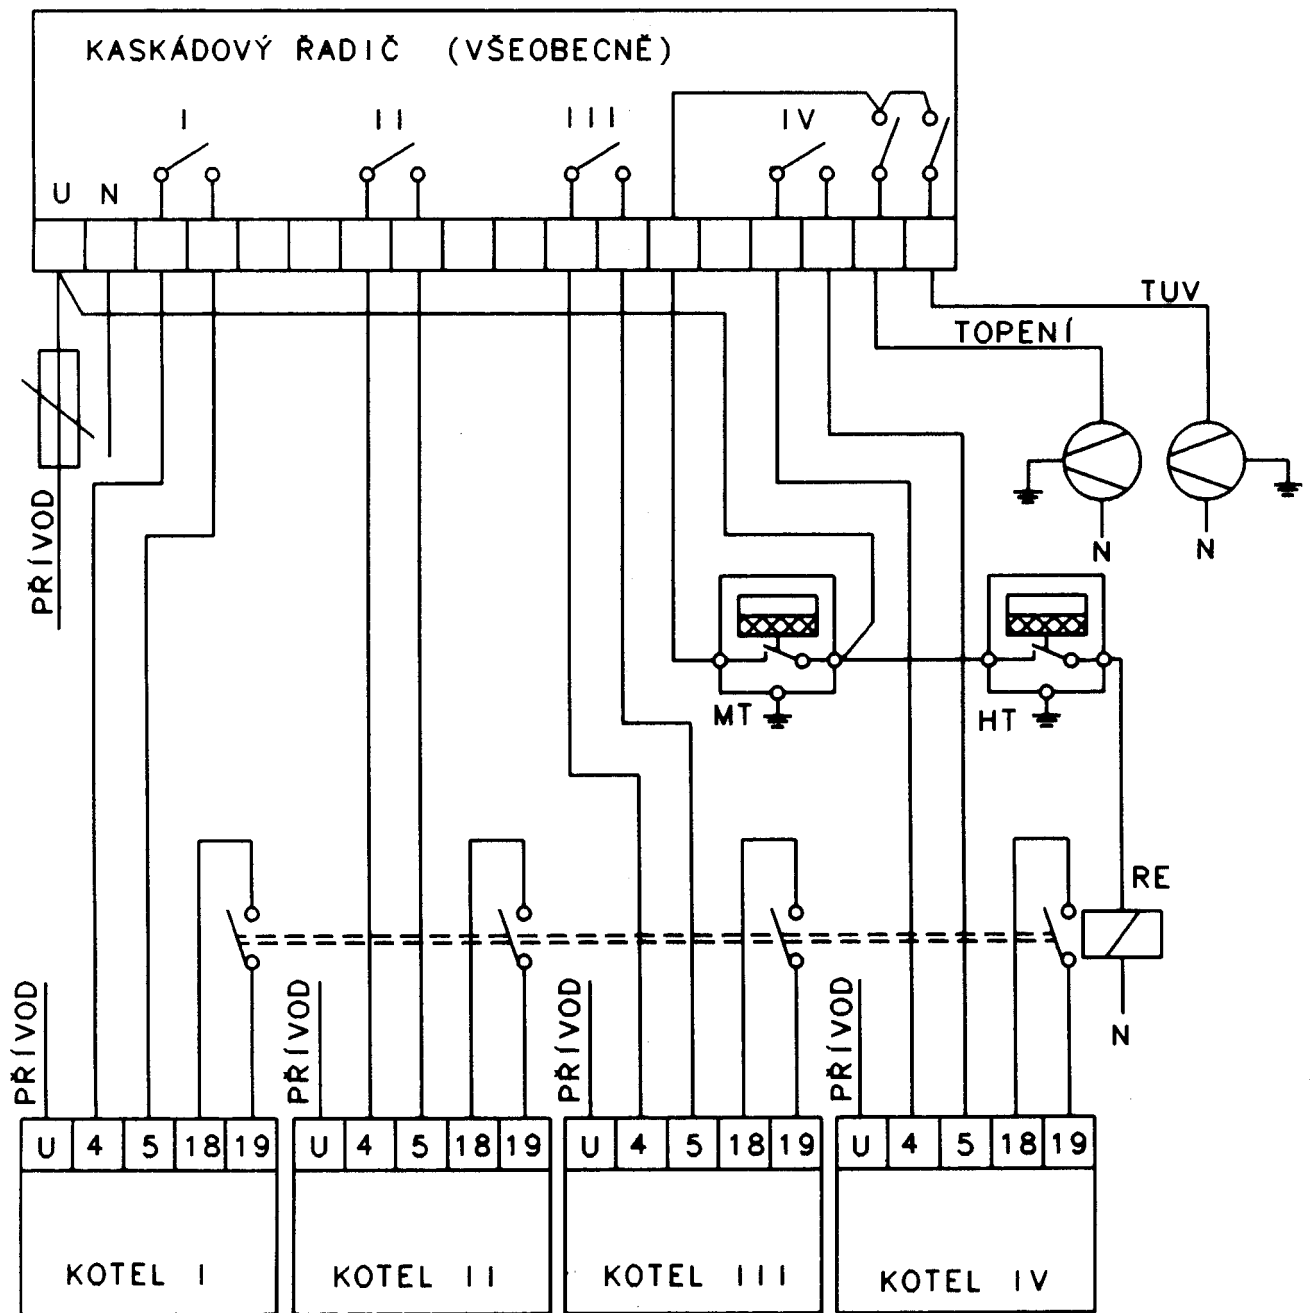 KASKÁDOVÝ ŘADIČ (VŠEOBECNĚ)
I II III IV
U N
TUV
TOPENÍ
PŘÍVOD
N N
MT HT
RE
N
PŘÍVOD PŘÍVOD PŘÍVOD PŘÍVOD
U 4 5 18 19 U 4 5 18 19 U 4 5 18 19 U 4 5 18 19
KOTEL I KOTEL II KOTEL III KOTEL IV